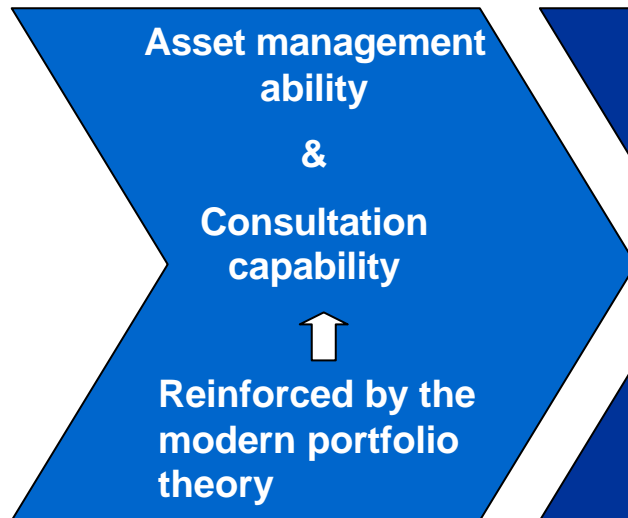 Asset management
ability
&
Consultation
capability
Reinforced by the
modern portfolio
theory